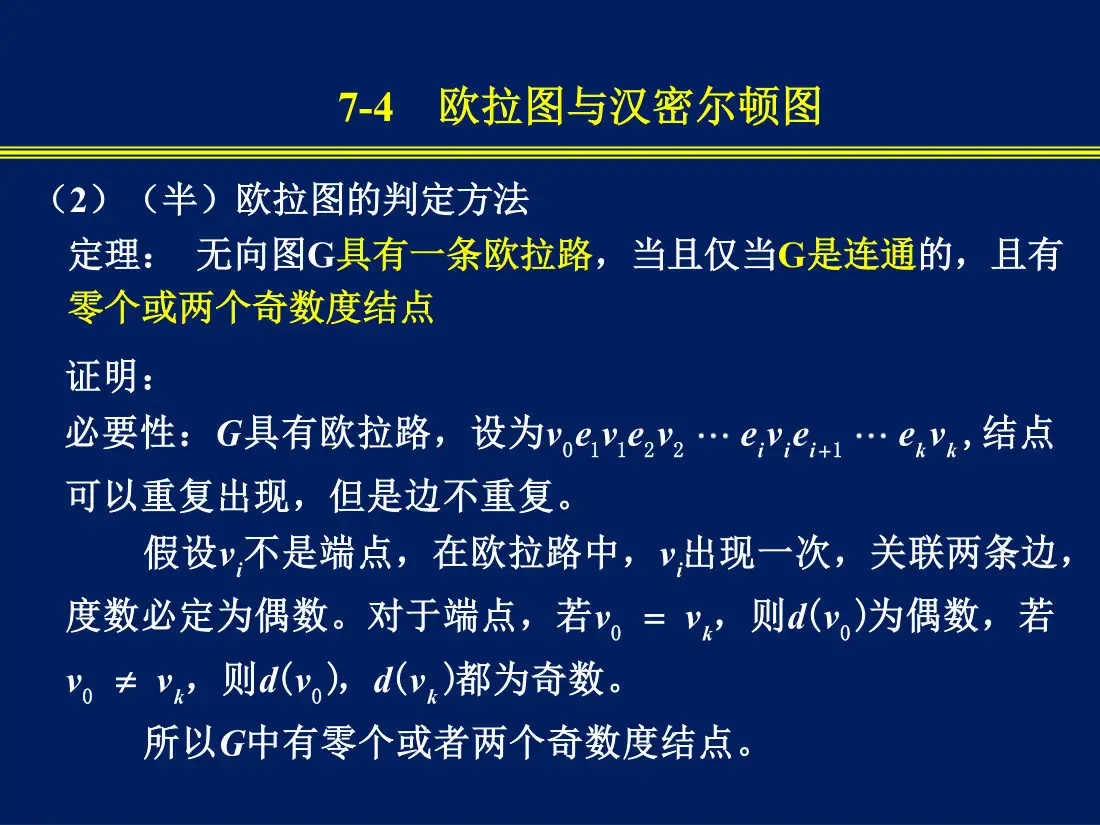 7-4 欧拉图与汉密尔顿图
（2）（半）欧拉图的判定方法
定理： 无向图G具有一条欧拉路，当且仅当G是连通的，且有
零个或两个奇数度结点
证明：
必要性：G具有欧拉路，设为v₀e₁v₁e₂v₂ ⋯ eᵢvᵢeᵢ₊₁ ⋯ eₖvₖ,结点
可以重复出现，但是边不重复。
假设vᵢ不是端点，在欧拉路中，vᵢ出现一次，关联两条边，
度数必定为偶数。对于端点，若v₀ = vₖ，则d(v₀)为偶数，若
v₀ ≠ vₖ，则d(v₀)，d(vₖ)都为奇数。
所以G中有零个或者两个奇数度结点。